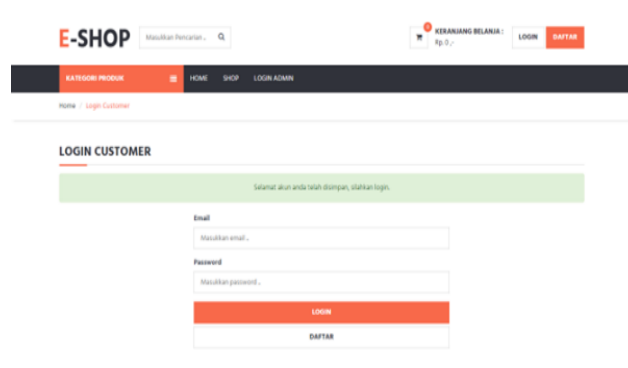 E-SHOP
Masukkan Pencarian..
0
KERANJANG BELANJA :
Rp. 0 ,-
LOGIN
DAFTAR
KATEGORI PRODUK
HOME
SHOP
LOGIN ADMIN
Home / Login Customer
LOGIN CUSTOMER
Selamat akun anda telah disimpan, silahkan login.
Email
Masukkan email ..
Password
Masukkan password ..
LOGIN
DAFTAR